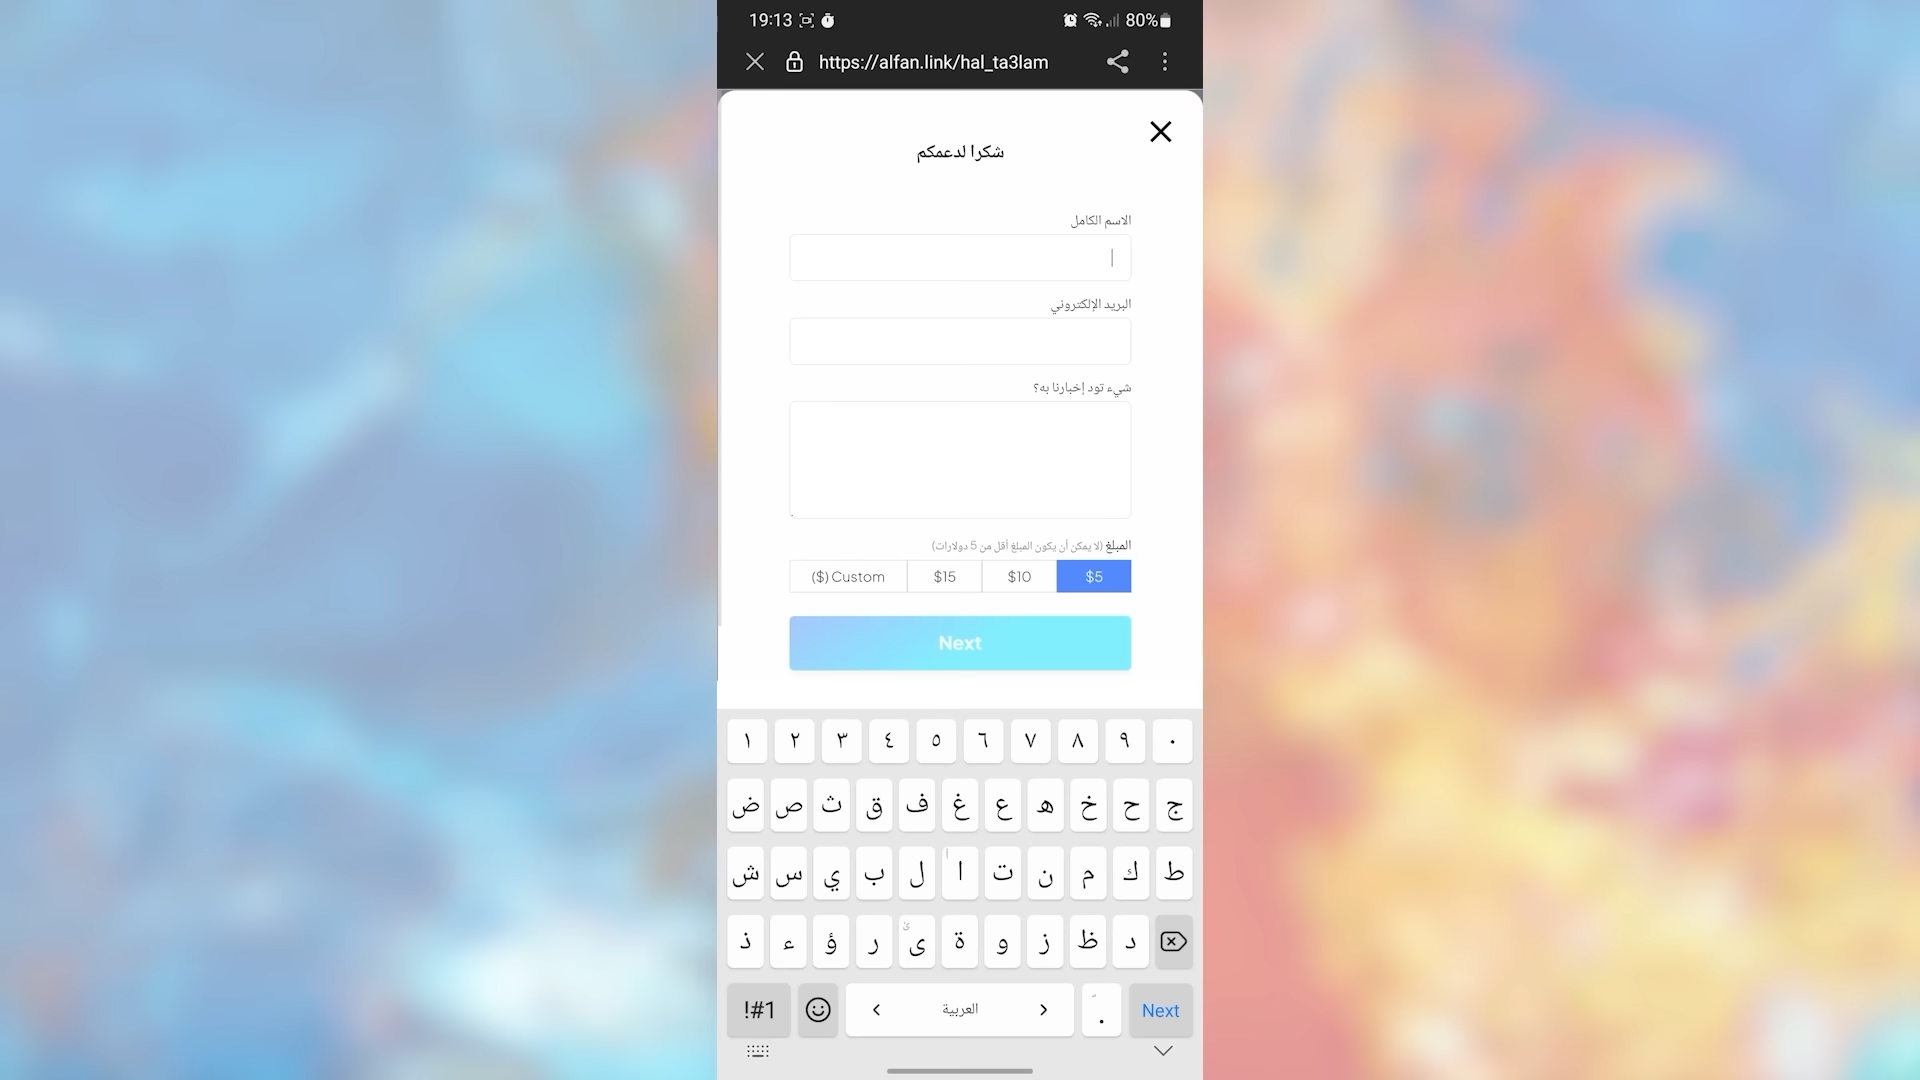 19:13 80%
https://alfan.link/hal_ta3lam
شكرا لدعمكم
الاسم الكامل
البريد الإلكتروني
شيء تود إخبارنا به؟
المبلغ (لا يمكن أن يكون المبلغ أقل من 5 دولارات)
$5 $10 $15 ($) Custom
Next
١ ٢ ٣ ٤ ٥ ٦ ٧ ٨ ٩ ٠
ض ص ث ق ف غ ع ه خ ح ج
ش س ي ب ل ا ت ن م ك ط
ذ ء ؤ ر ى ة و ز ظ د
!#1 < العربية > . Next